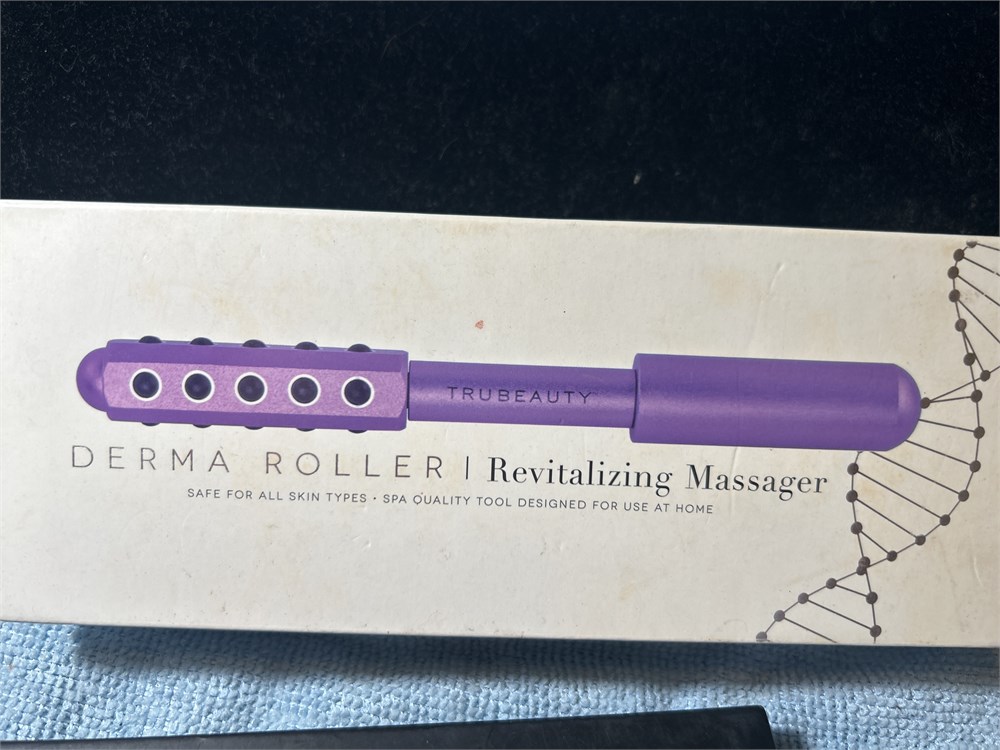 TRUBEAUTY
DERMA ROLLER | Revitalizing Massager
SAFE FOR ALL SKIN TYPES • SPA QUALITY TOOL DESIGNED FOR USE AT HOME